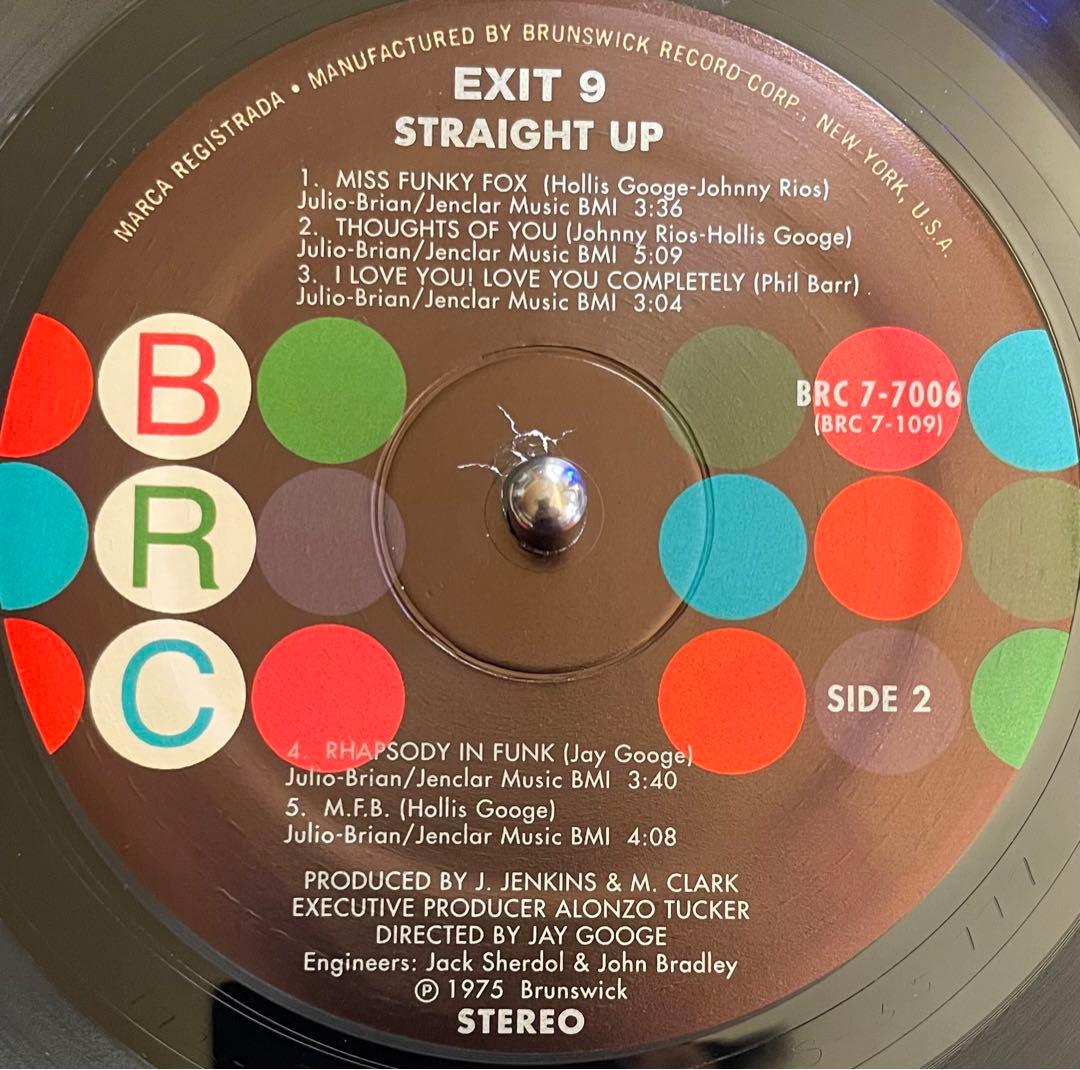 MARCA REGISTRADA • MANUFACTURED BY BRUNSWICK RECORD CORP., NEW YORK, U.S.A.
EXIT 9
STRAIGHT UP
1. MISS FUNKY FOX (Hollis Googe-Johnny Rios)
Julio-Brian/Jenclar Music BMI 3:36
2. THOUGHTS OF YOU (Johnny Rios-Hollis Googe)
Julio-Brian/Jenclar Music BMI 5:09
3. I LOVE YOU! LOVE YOU COMPLETELY (Phil Barr)
Julio-Brian/Jenclar Music BMI 3:04
B
R
C
BRC 7-7006
(BRC 7-109)
SIDE 2
4. RHAPSODY IN FUNK (Jay Googe)
Julio-Brian/Jenclar Music BMI 3:40
5. M.F.B. (Hollis Googe)
Julio-Brian/Jenclar Music BMI 4:08
PRODUCED BY J. JENKINS & M. CLARK
EXECUTIVE PRODUCER ALONZO TUCKER
DIRECTED BY JAY GOOGE
Engineers: Jack Sherdol & John Bradley
℗ 1975 Brunswick
STEREO